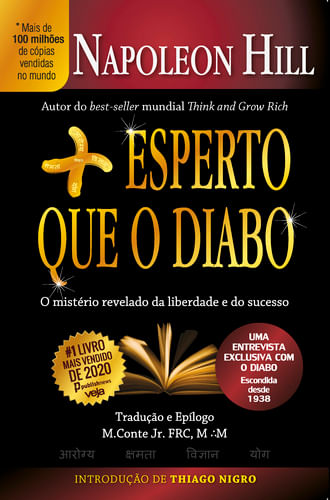 * Mais de
100 milhões
de cópias
vendidas
no mundo
NAPOLEON HILL
Autor do best-seller mundial Think and Grow Rich
+ ESPERTO
QUE O DIABO
O mistério revelado da liberdade e do sucesso
#1 LIVRO
MAIS VENDIDO
DE 2020
publishnews
veja
UMA
ENTREVISTA
EXCLUSIVA COM
O DIABO
Escondida
desde
1938
Tradução e Epílogo
M.Conte Jr. FRC, M∴M
आरोग्य क्षमता विज्ञान योग
INTRODUÇÃO DE THIAGO NIGRO